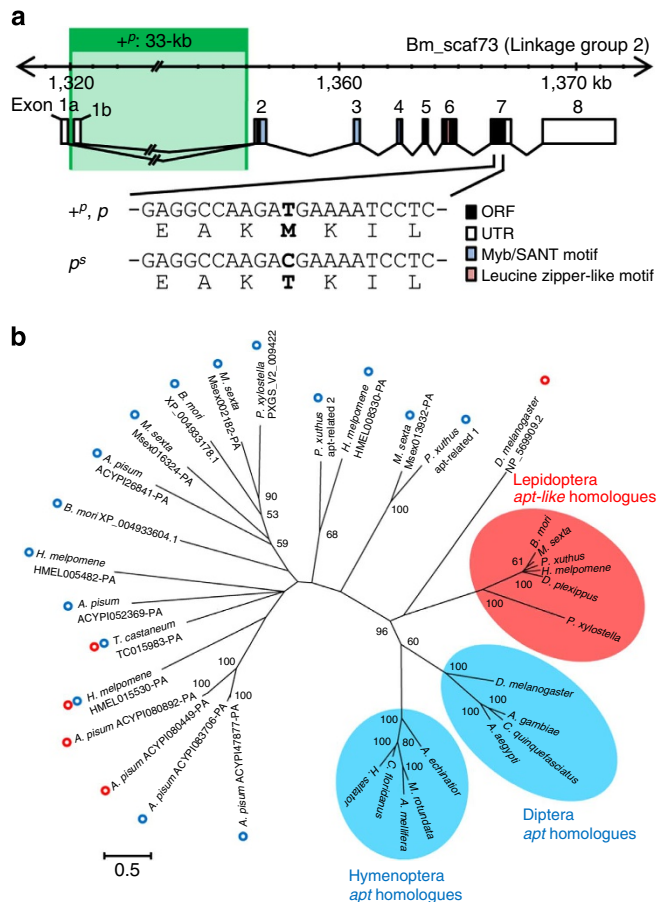 a
+p: 33-kb
Bm_scaf73 (Linkage group 2)
1,320
1,360
1,370 kb
Exon 1a
1b
2
3
4
5
6
7
8
+p, p
-GAGGCCAAGATGAAAATCCTC-
E A K M K I L
ps
-GAGGCCAAGACGAAAATCCTC-
E A K T K I L
ORF
UTR
Myb/SANT motif
Leucine zipper-like motif
b
P. xylostella
PXGS_V2_009422
M. sexta
Msex002182-PA
B. mori
XP_004933178.1
M. sexta
Msex016324-PA
A. pisum
ACYPI26841-PA
B. mori XP_004933604.1
H. melpomene
HMEL005482-PA
A. pisum
ACYPI052369-PA
T. castaneum
TC015983-PA
H. melpomene
HMEL015530-PA
A. pisum ACYPI080892-PA
A. pisum ACYPI080449-PA
A. pisum ACYPI083706-PA
A. pisum ACYPI47877-PA
P. xuthus
apt-related 2
H. melpomene
HMEL008330-PA
M. sexta
Msex013932-PA
P. xuthus
apt-related 1
D. melanogaster
NP_569909.2
90
53
59
68
100
100
100
100
96
60
Lepidoptera
apt-like homologues
B. mori
M. sexta
P. xuthus
H. melpomene
D. plexippus
P. xylostella
61
100
100
100
D. melanogaster
100
A. gambiae
C. quinquefasciatus
100
A. aegypti
Diptera
apt homologues
100
100
80
100
A. echinatior
H. saltator
C. floridanus
M. rotundata
A. mellifera
Hymenoptera
apt homologues
0.5